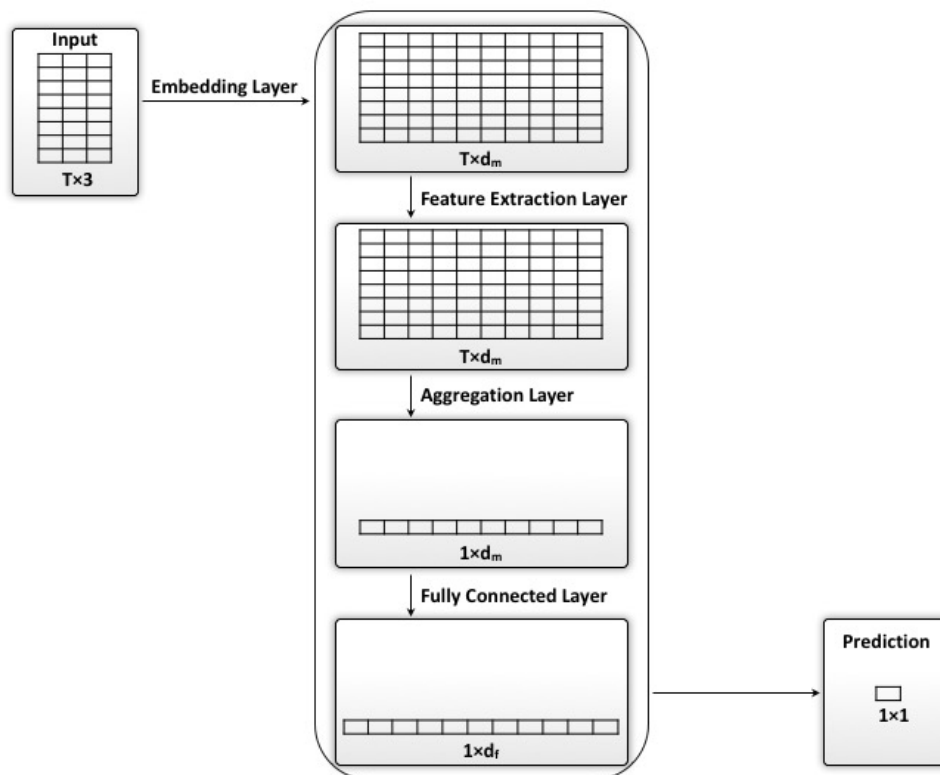 Input
T×3
Embedding Layer
T×dₘ
Feature Extraction Layer
T×dₘ
Aggregation Layer
1×dₘ
Fully Connected Layer
1×d_f
Prediction
1×1